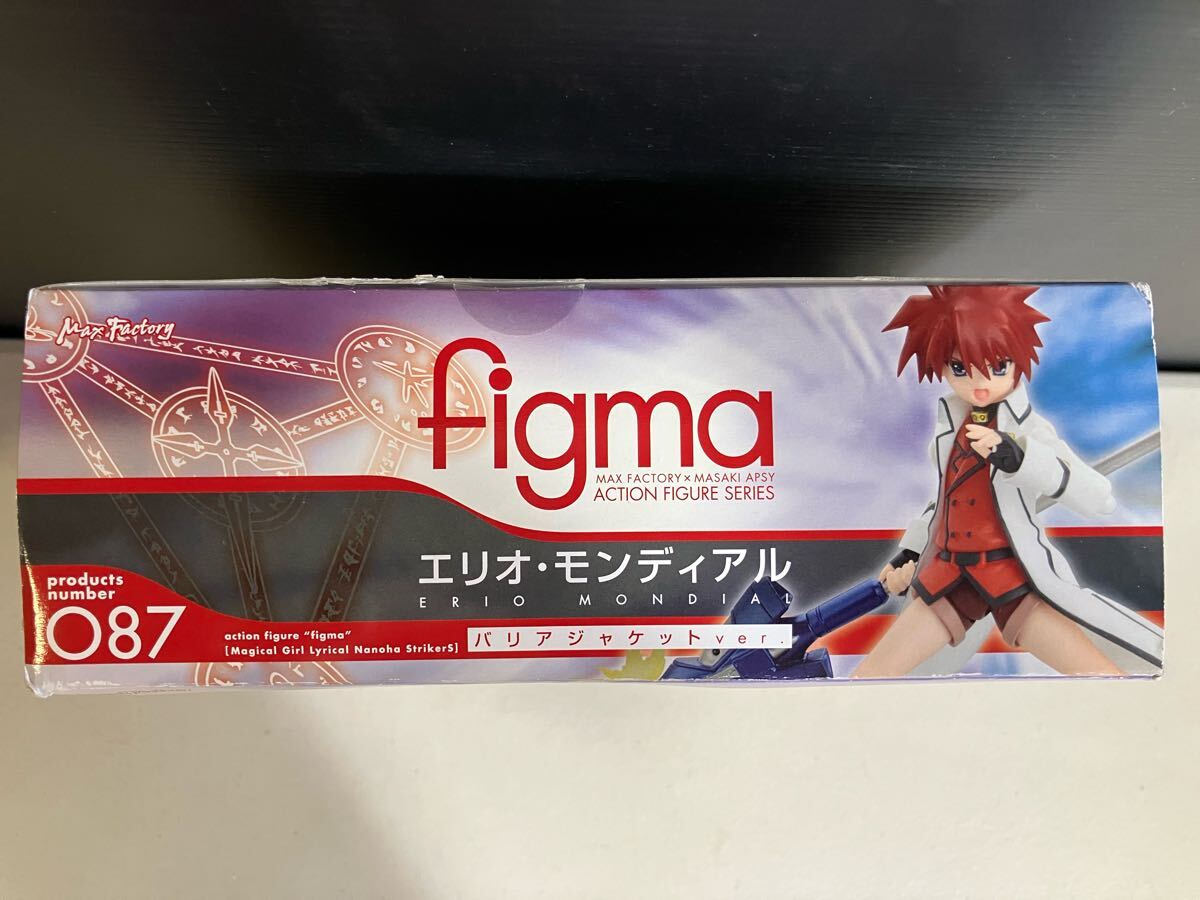 Max Factory
figma
MAX FACTORY × MASAKI APSY
ACTION FIGURE SERIES
エリオ・モンディアル
ERIO MONDIAL
products
number
087
action figure "figma"
[Magical Girl Lyrical Nanoha StrikerS]
バリアジャケットver.